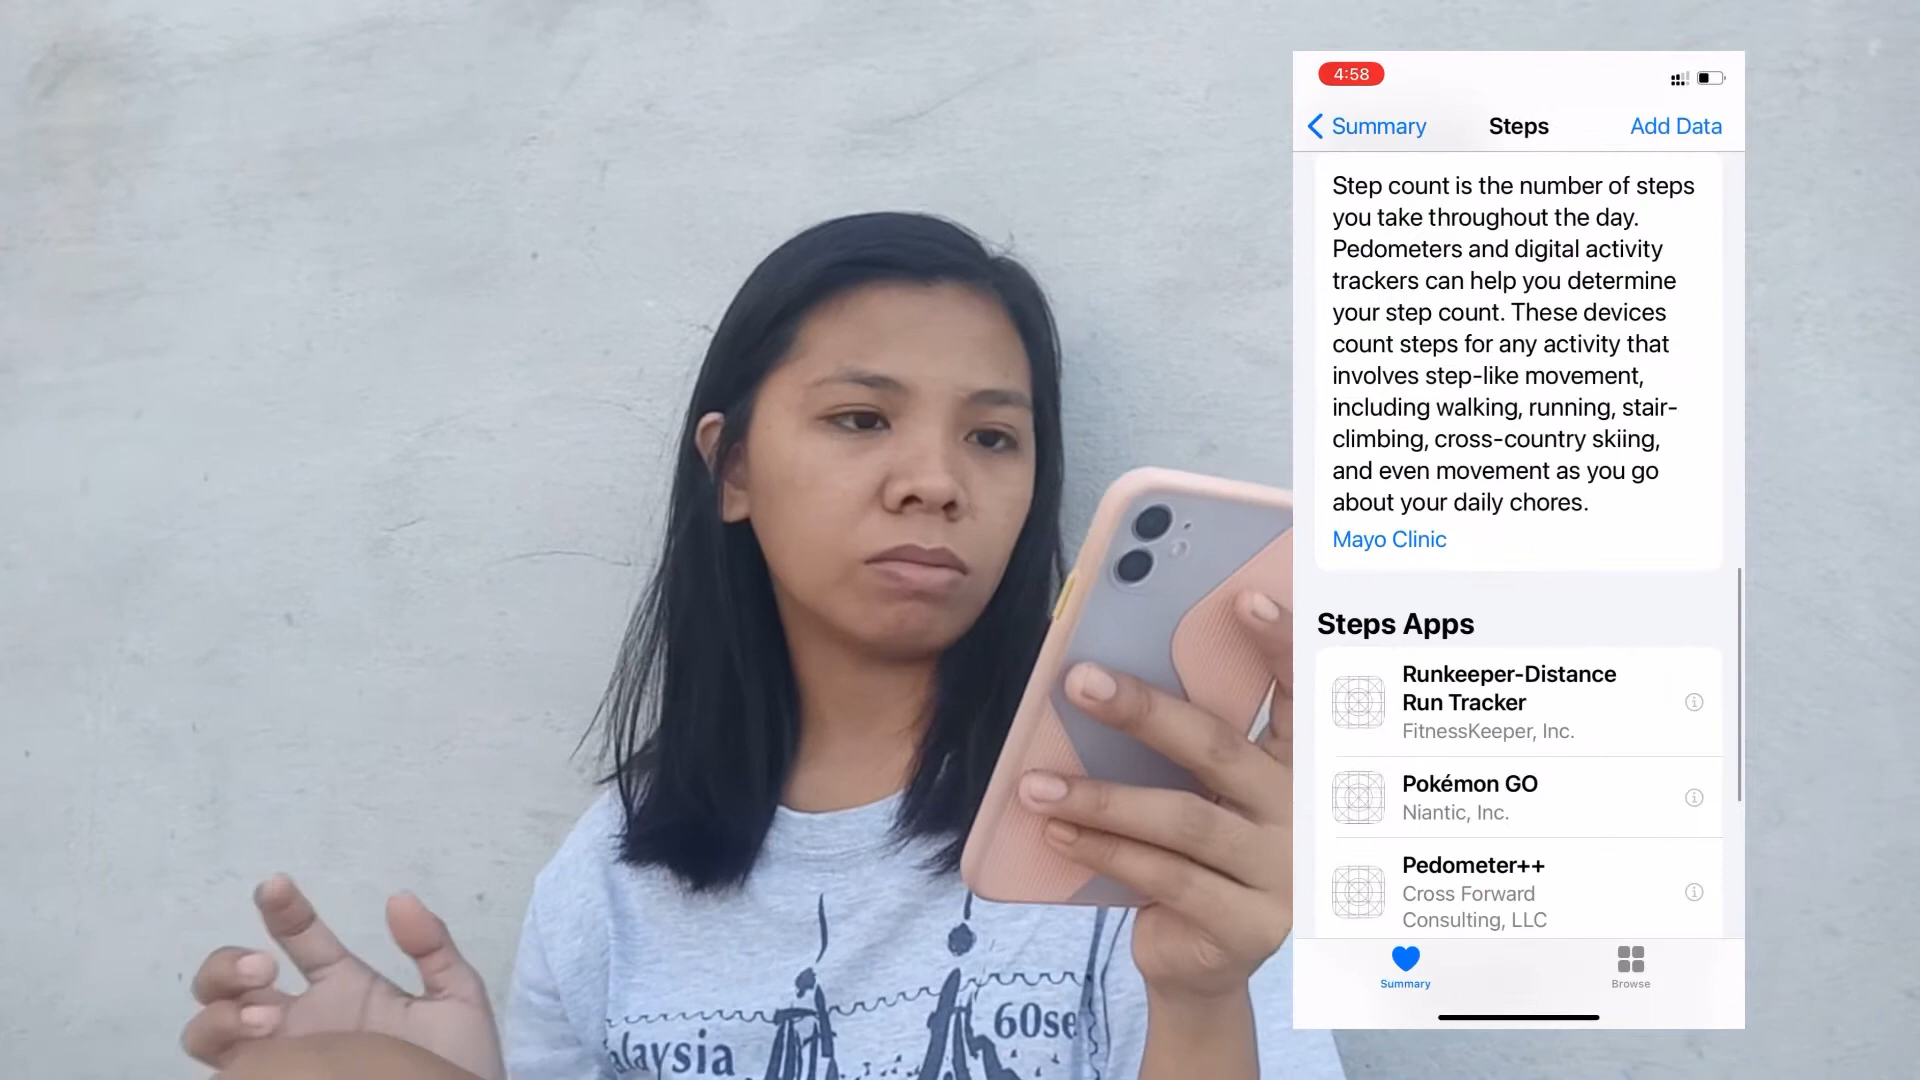 4:58
Summary
Steps
Add Data
Step count is the number of steps
you take throughout the day.
Pedometers and digital activity
trackers can help you determine
your step count. These devices
count steps for any activity that
involves step-like movement,
including walking, running, stair-
climbing, cross-country skiing,
and even movement as you go
about your daily chores.
Mayo Clinic
Steps Apps
Runkeeper-Distance
Run Tracker
FitnessKeeper, Inc.
Pokémon GO
Niantic, Inc.
Pedometer++
Cross Forward
Consulting, LLC
Summary
Browse
60se
alaysia